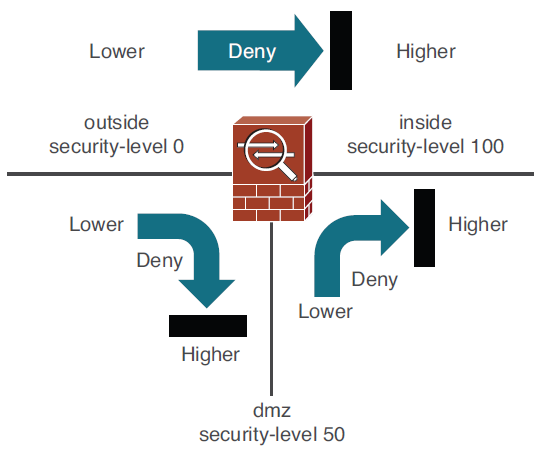 Lower
Deny
Higher
outside
security-level 0
inside
security-level 100
Lower
Deny
Higher
Higher
Deny
Lower
dmz
security-level 50